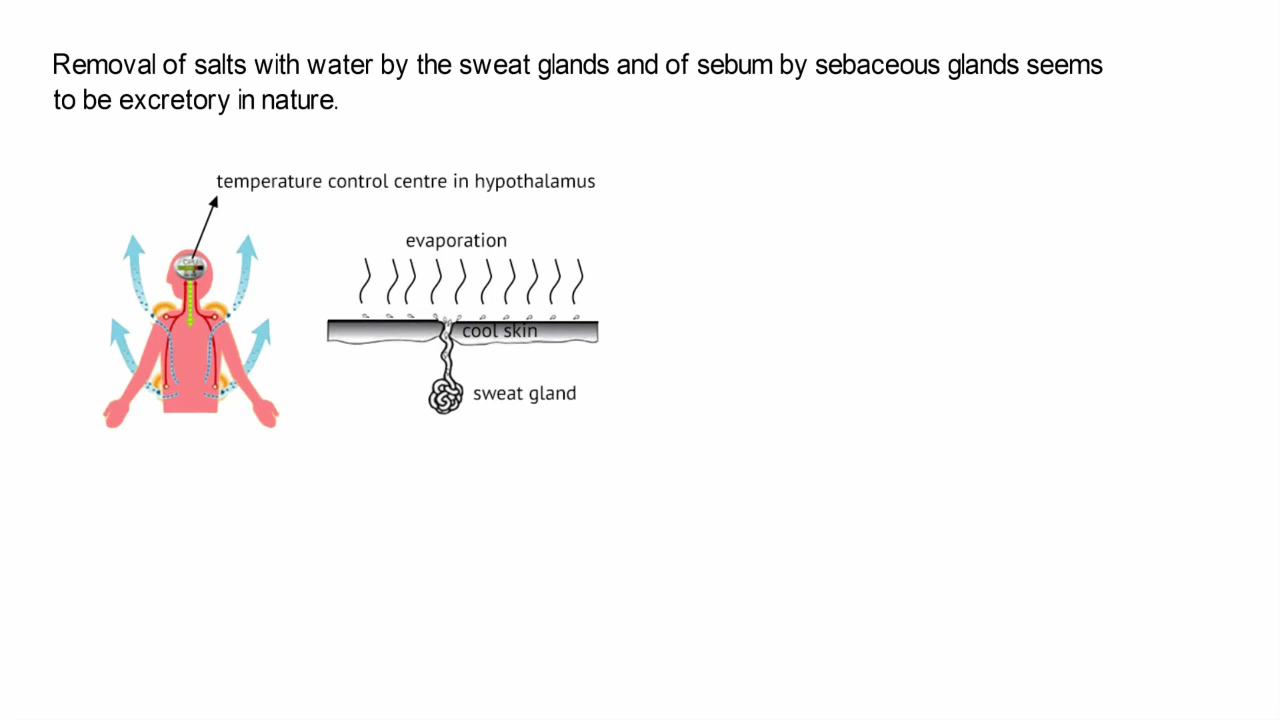 Removal of salts with water by the sweat glands and of sebum by sebaceous glands seems
to be excretory in nature.
temperature control centre in hypothalamus
evaporation
cool skin
sweat gland